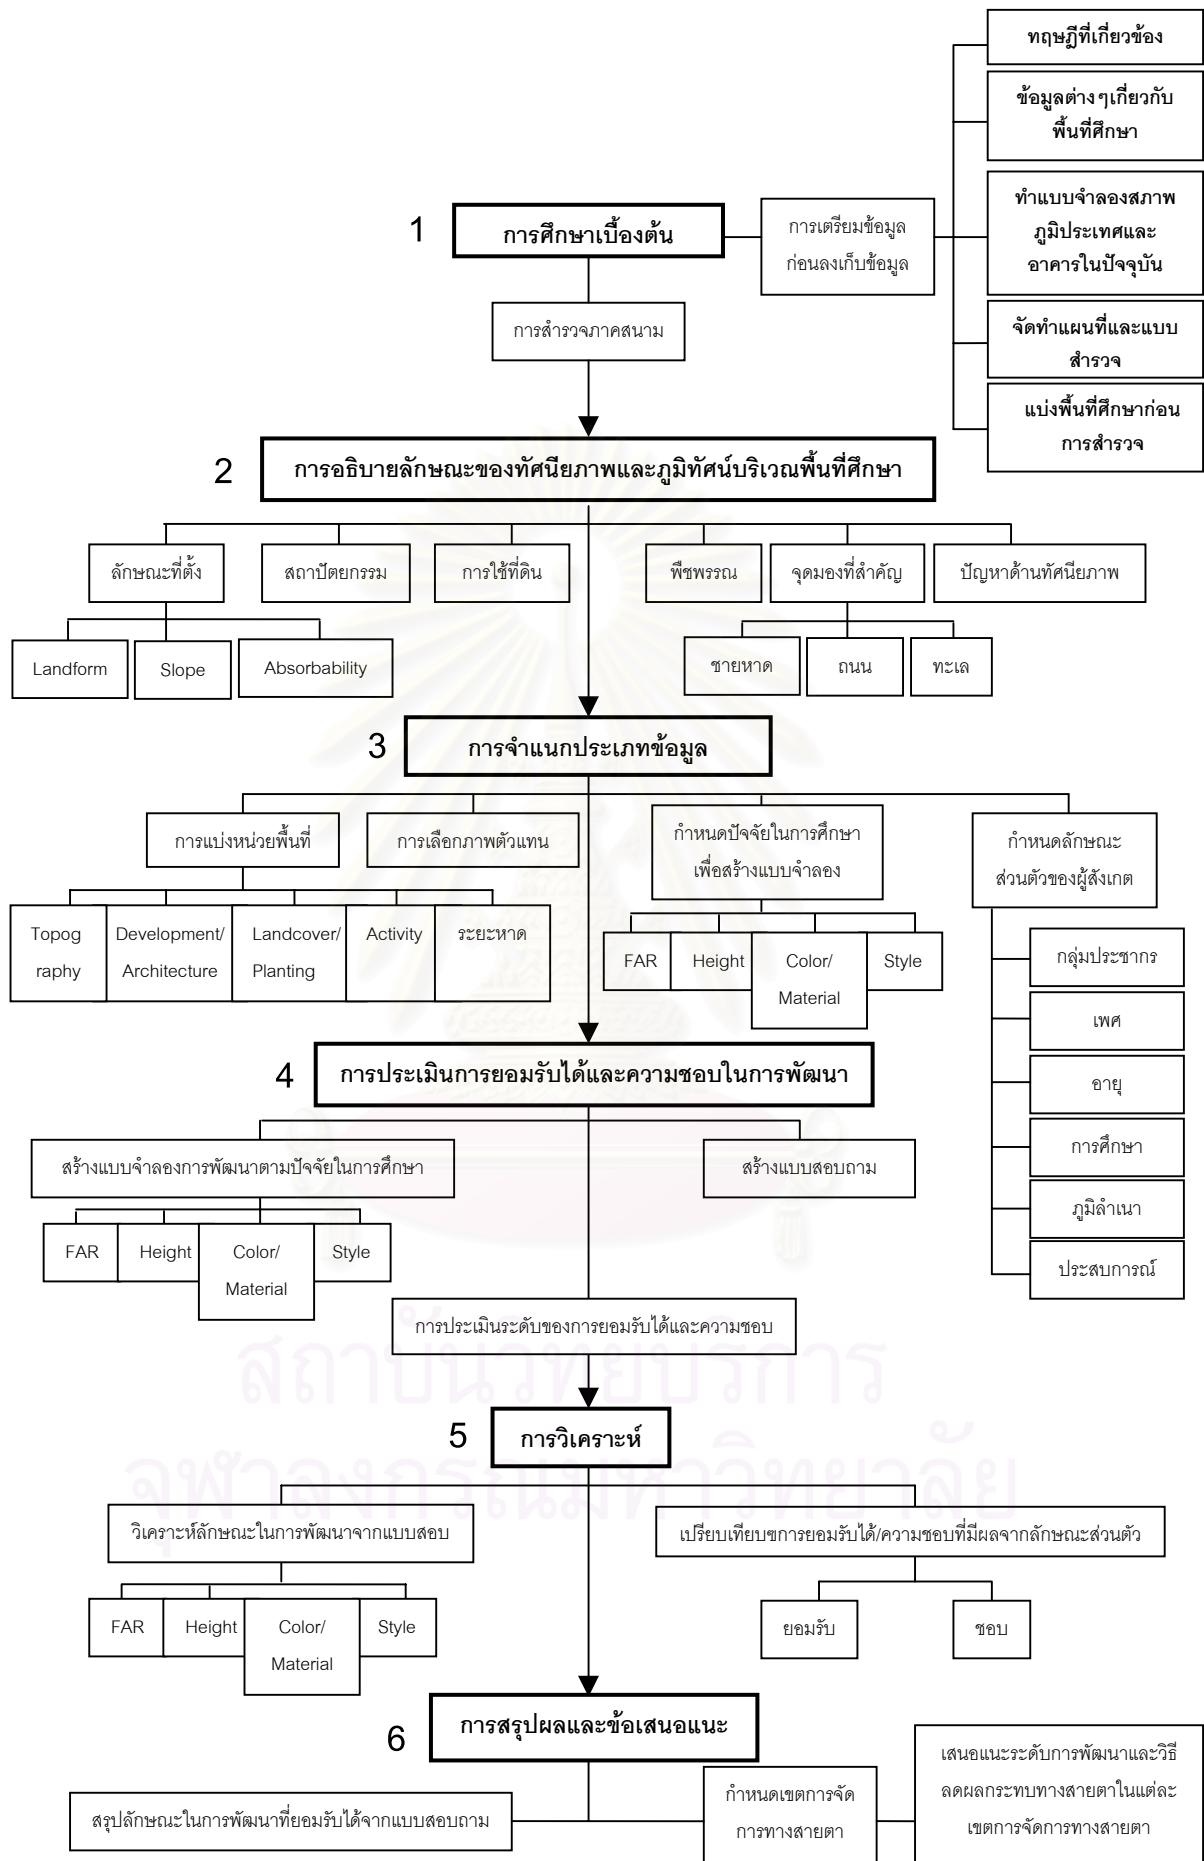 ทฤษฎีที่เกี่ยวข้อง
ข้อมูลต่างๆเกี่ยวกับ
พื้นที่ศึกษา
1
การศึกษาเบื้องต้น
การเตรียมข้อมูล
ก่อนลงเก็บข้อมูล
ทำแบบจำลองสภาพ
ภูมิประเทศและ
อาคารในปัจจุบัน
จัดทำแผนที่และแบบ
สำรวจ
แบ่งพื้นที่ศึกษาก่อน
การสำรวจ
การสำรวจภาคสนาม
2
การอธิบายลักษณะของทัศนียภาพและภูมิทัศน์บริเวณพื้นที่ศึกษา
ลักษณะที่ตั้ง
สถาปัตยกรรม
การใช้ที่ดิน
พืชพรรณ
จุดมองที่สำคัญ
ปัญหาด้านทัศนียภาพ
Landform
Slope
Absorbability
ชายหาด
ถนน
ทะเล
3
การจำแนกประเภทข้อมูล
การแบ่งหน่วยพื้นที่
การเลือกภาพตัวแทน
กำหนดปัจจัยในการศึกษา
เพื่อสร้างแบบจำลอง
กำหนดลักษณะ
ส่วนตัวของผู้สังเกต
Topog
raphy
Development/
Architecture
Landcover/
Planting
Activity
ระยะหาด
FAR
Height
Color/
Material
Style
กลุ่มประชากร
เพศ
อายุ
การศึกษา
ภูมิลำเนา
ประสบการณ์
4
การประเมินการยอมรับได้และความชอบในการพัฒนา
สร้างแบบจำลองการพัฒนาตามปัจจัยในการศึกษา
สร้างแบบสอบถาม
FAR
Height
Color/
Material
Style
การประเมินระดับของการยอมรับได้และความชอบ
สถาบันวิทยบริการ
จุฬาลงกรณ์มหาวิทยาลัย
5
การวิเคราะห์
วิเคราะห์ลักษณะในการพัฒนาจากแบบสอบ
เปรียบเทียบฃการยอมรับได้/ความชอบที่มีผลจากลักษณะส่วนตัว
FAR
Height
Color/
Material
Style
ยอมรับ
ชอบ
6
การสรุปผลและข้อเสนอแนะ
สรุปลักษณะในการพัฒนาที่ยอมรับได้จากแบบสอบถาม
กำหนดเขตการจัด
การทางสายตา
เสนอแนะระดับการพัฒนาและวิธี
ลดผลกระทบทางสายตาในแต่ละ
เขตการจัดการทางสายตา